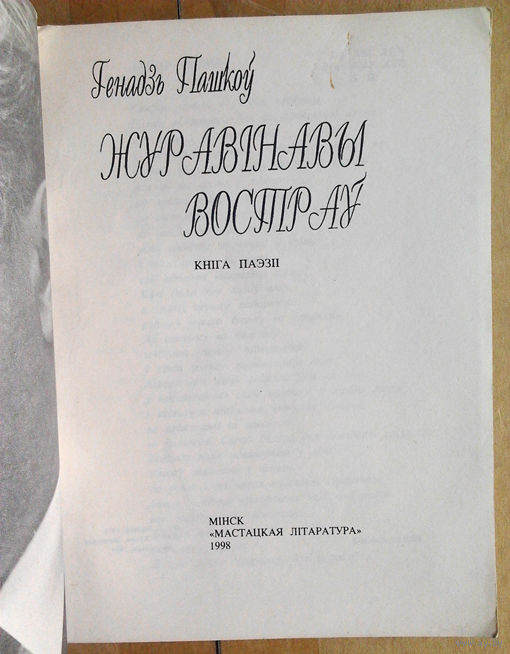 Генадзь Пашкоў
ЖУРАВІНАВЫ
ВОСТРАЎ
КНІГА ПАЭЗІІ
МІНСК
«МАСТАЦКАЯ ЛІТАРАТУРА»
1998